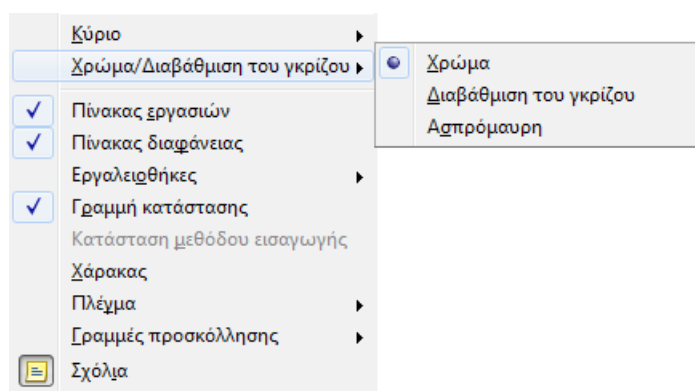 Κύριο
Χρώμα/Διαβάθμιση του γκρίζου
Χρώμα
Διαβάθμιση του γκρίζου
Ασπρόμαυρη
Πίνακας εργασιών
Πίνακας διαφάνειας
Εργαλειοθήκες
Γραμμή κατάστασης
Κατάσταση μεθόδου εισαγωγής
Χάρακας
Πλέγμα
Γραμμές προσκόλλησης
Σχόλια